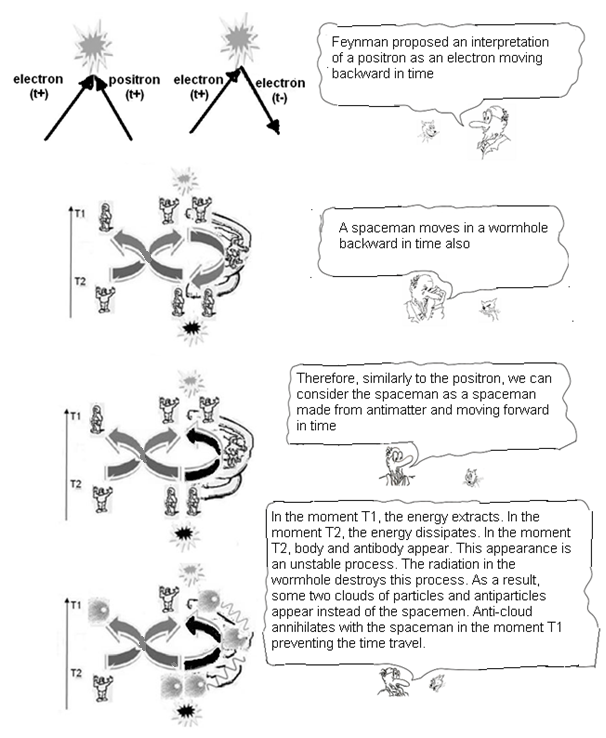 Feynman proposed an interpretation
of a positron as an electron moving
backward in time
electron
(t+)
positron
(t+)
electron
(t+)
electron
(t-)
A spaceman moves in a wormhole
backward in time also
T1
T2
Therefore, similarly to the positron, we can
consider the spaceman as a spaceman
made from antimatter and moving forward
in time
T1
T2
In the moment T1, the energy extracts. In the
moment T2, the energy dissipates. In the moment
T2, body and antibody appear. This appearance is
an unstable process. The radiation in the
wormhole destroys this process. As a result,
some two clouds of particles and antiparticles
appear instead of the spacemen. Anti-cloud
annihilates with the spaceman in the moment T1
preventing the time travel.
T1
T2